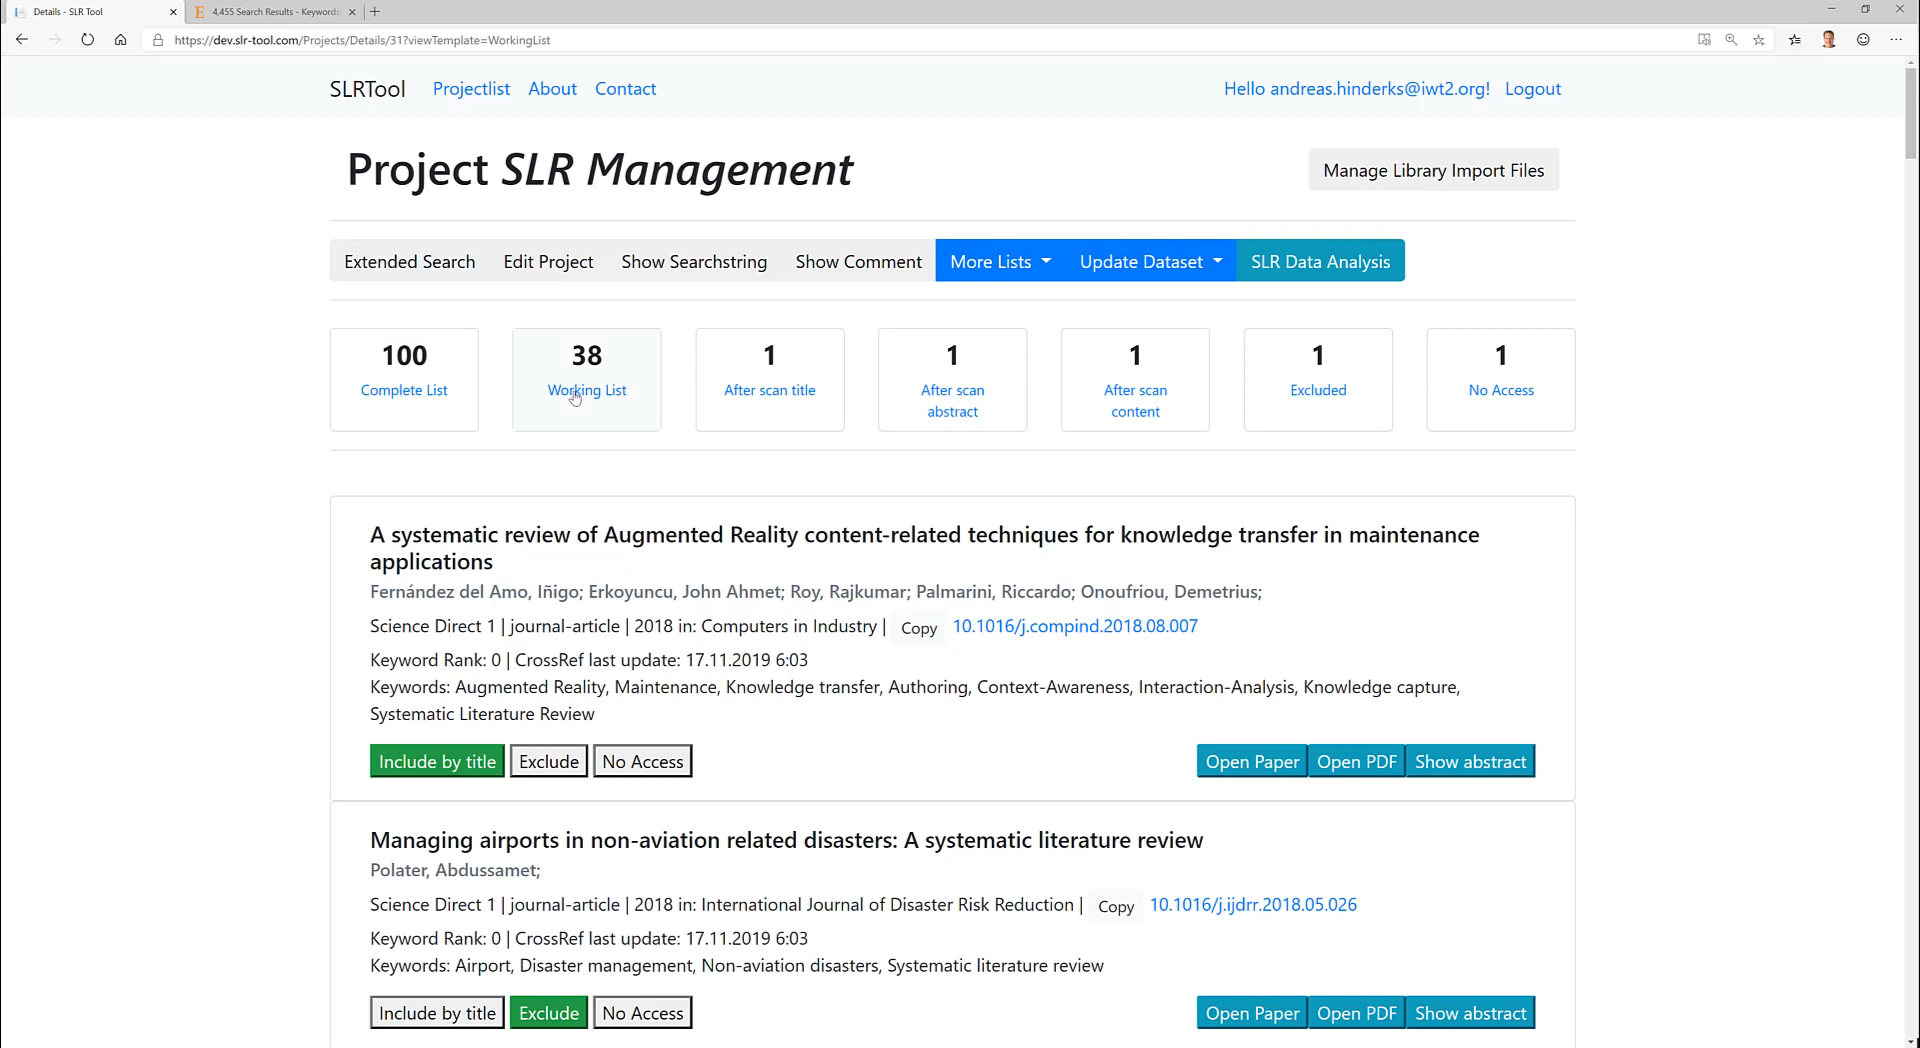 Details - SLR Tool
4,455 Search Results - Keywords
https://dev.slr-tool.com/Projects/Details/31?viewTemplate=WorkingList
SLRTool Projectlist About Contact Hello andreas.hinderks@iwt2.org! Logout
Project SLR Management
Manage Library Import Files
Extended Search Edit Project Show Searchstring Show Comment More Lists Update Dataset SLR Data Analysis
100 38 1 1 1 1 1
Complete List Working List After scan title After scan After scan Excluded No Access
abstract content
A systematic review of Augmented Reality content-related techniques for knowledge transfer in maintenance
applications
Fernández del Amo, Iñigo; Erkoyuncu, John Ahmet; Roy, Rajkumar; Palmarini, Riccardo; Onoufriou, Demetrius;
Science Direct 1 | journal-article | 2018 in: Computers in Industry | Copy 10.1016/j.compind.2018.08.007
Keyword Rank: 0 | CrossRef last update: 17.11.2019 6:03
Keywords: Augmented Reality, Maintenance, Knowledge transfer, Authoring, Context-Awareness, Interaction-Analysis, Knowledge capture,
Systematic Literature Review
Include by title Exclude No Access Open Paper Open PDF Show abstract
Managing airports in non-aviation related disasters: A systematic literature review
Polater, Abdussamet;
Science Direct 1 | journal-article | 2018 in: International Journal of Disaster Risk Reduction | Copy 10.1016/j.ijdrr.2018.05.026
Keyword Rank: 0 | CrossRef last update: 17.11.2019 6:03
Keywords: Airport, Disaster management, Non-aviation disasters, Systematic literature review
Include by title Exclude No Access Open Paper Open PDF Show abstract